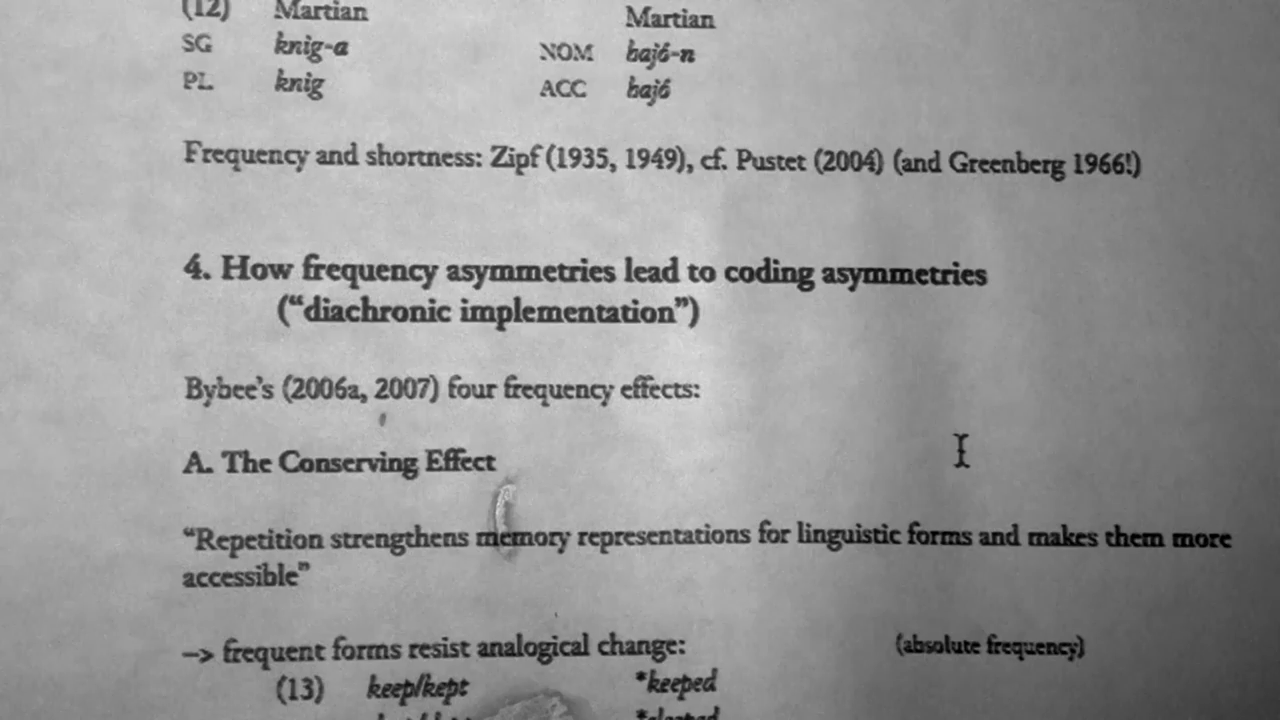 (12) Martian Martian
SG knig-a NOM bajó-n
PL knig ACC bajó
Frequency and shortness: Zipf (1935, 1949), cf. Pustet (2004) (and Greenberg 1966!)
4. How frequency asymmetries lead to coding asymmetries
(“diachronic implementation”)
Bybee’s (2006a, 2007) four frequency effects:
A. The Conserving Effect
“Repetition strengthens memory representations for linguistic forms and makes them more
accessible”
–> frequent forms resist analogical change: (absolute frequency)
(13) keep/kept *keeped